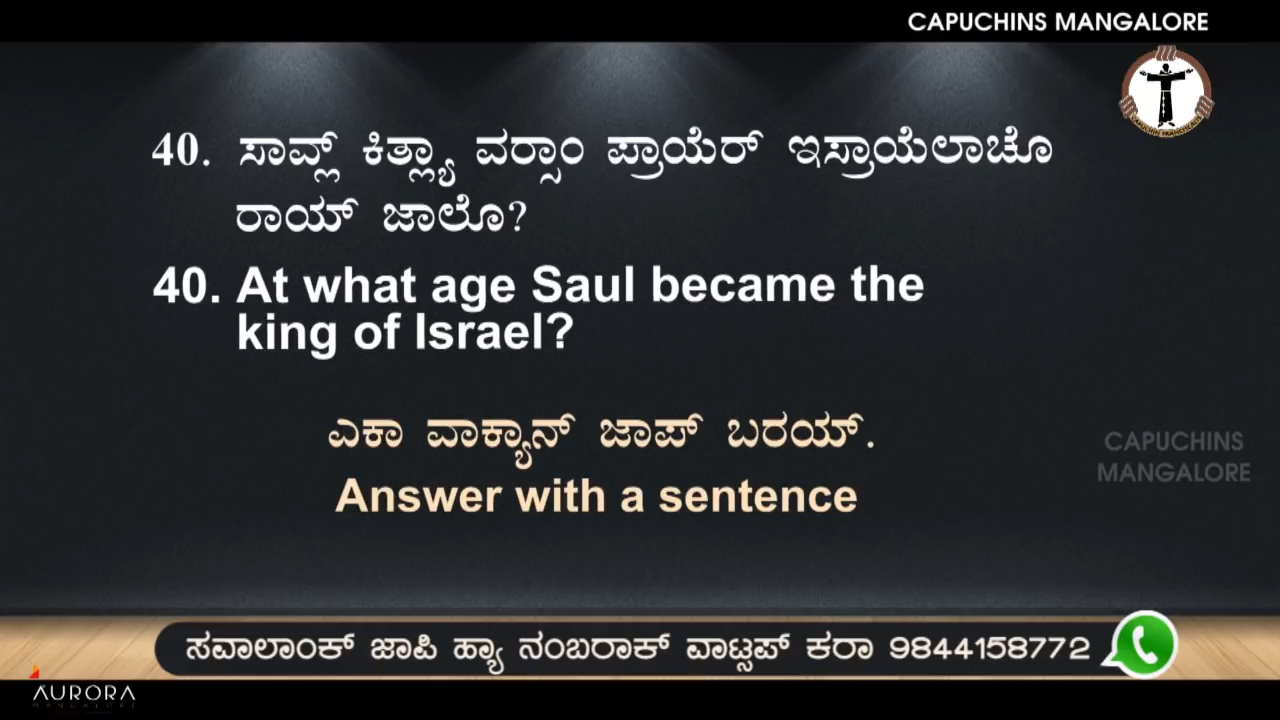 CAPUCHINS MANGALORE
40. ಸಾವ್ಲ್ ಕಿತ್ಲ್ಯಾ ವರ‍್ಸಾಂ ಪ್ರಾಯೆರ್ ಇಸ್ರಾಯೆಲಾಚೊ
ರಾಯ್ ಜಾಲೊ?
40. At what age Saul became the
king of Israel?
ಎಕಾ ವಾಕ್ಯಾನ್ ಜಾಪ್ ಬರಯ್.
Answer with a sentence
CAPUCHINS
MANGALORE
ಸವಾಲಾಂಕ್ ಜಾಪಿ ಹ್ಯಾ ನಂಬರಾಕ್ ವಾಟ್ಸಪ್ ಕರಾ 9844158772
AURORA
MANGALORE